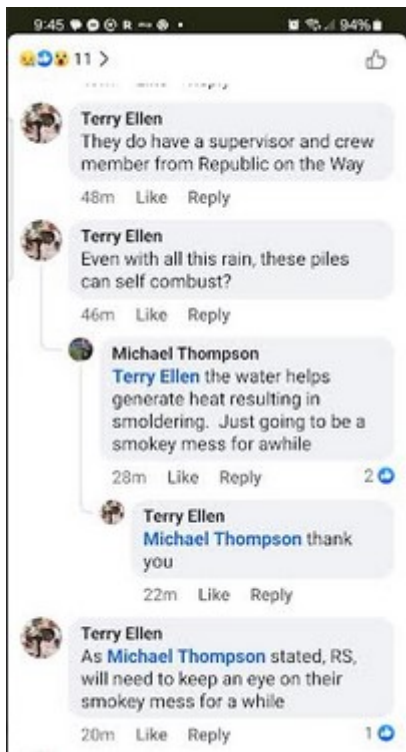 9:45
94%
11 >
Terry Ellen
They do have a supervisor and crew
member from Republic on the Way
48m Like Reply
Terry Ellen
Even with all this rain, these piles
can self combust?
46m Like Reply
Michael Thompson
Terry Ellen the water helps
generate heat resulting in
smoldering. Just going to be a
smokey mess for awhile
28m Like Reply 2
Terry Ellen
Michael Thompson thank
you
22m Like Reply
Terry Ellen
As Michael Thompson stated, RS,
will need to keep an eye on their
smokey mess for a while
20m Like Reply 1